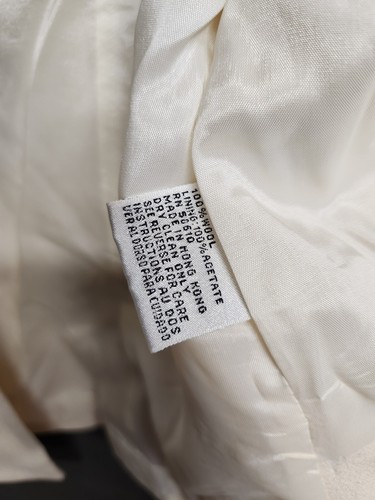 100% WOOL
LINING 100% ACETATE
RN 50610
MADE IN HONG KONG
DRY CLEAN ONLY
SEE REVERSE FOR CARE
INSTRUCTIONS AU DOS
VER AL DORSO PARA CUIDADO